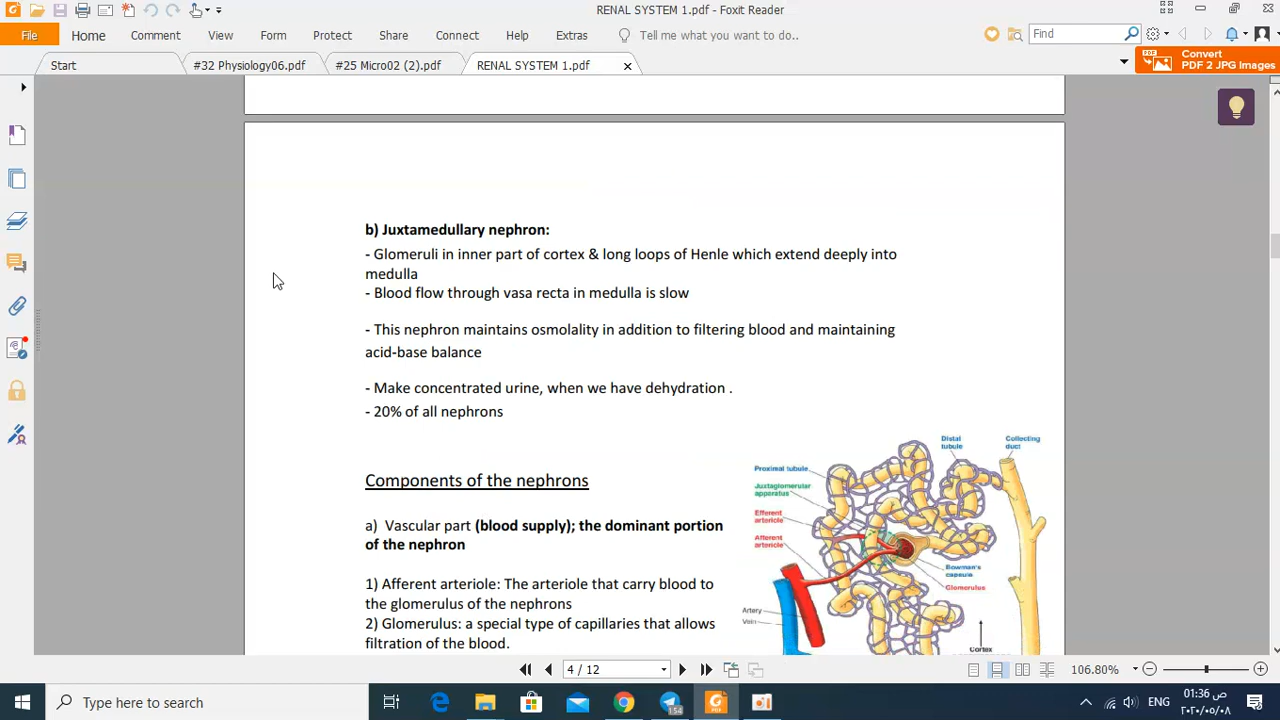 RENAL SYSTEM 1.pdf - Foxit Reader
File Home Comment View Form Protect Share Connect Help Extras Tell me what you want to do.. Find
Start #32 Physiology06.pdf #25 Micro02 (2).pdf RENAL SYSTEM 1.pdf
Convert
PDF 2 JPG Images
b) Juxtamedullary nephron:
- Glomeruli in inner part of cortex & long loops of Henle which extend deeply into
medulla
- Blood flow through vasa recta in medulla is slow
- This nephron maintains osmolality in addition to filtering blood and maintaining
acid-base balance
- Make concentrated urine, when we have dehydration .
- 20% of all nephrons
Components of the nephrons
a) Vascular part (blood supply); the dominant portion
of the nephron
1) Afferent arteriole: The arteriole that carry blood to
the glomerulus of the nephrons
2) Glomerulus: a special type of capillaries that allows
filtration of the blood.
Distal
tubule
Collecting
duct
Proximal tubule
Juxtaglomerular
apparatus
Efferent
artericle
Afferent
artericle
Bowman's
capsule
Glomerulus
Artery
Vein
Cortex
4 / 12
106.80%
Type here to search
154
PDF
ENG
01:36 ص
٢٠٢٠/٠٥/٠٨